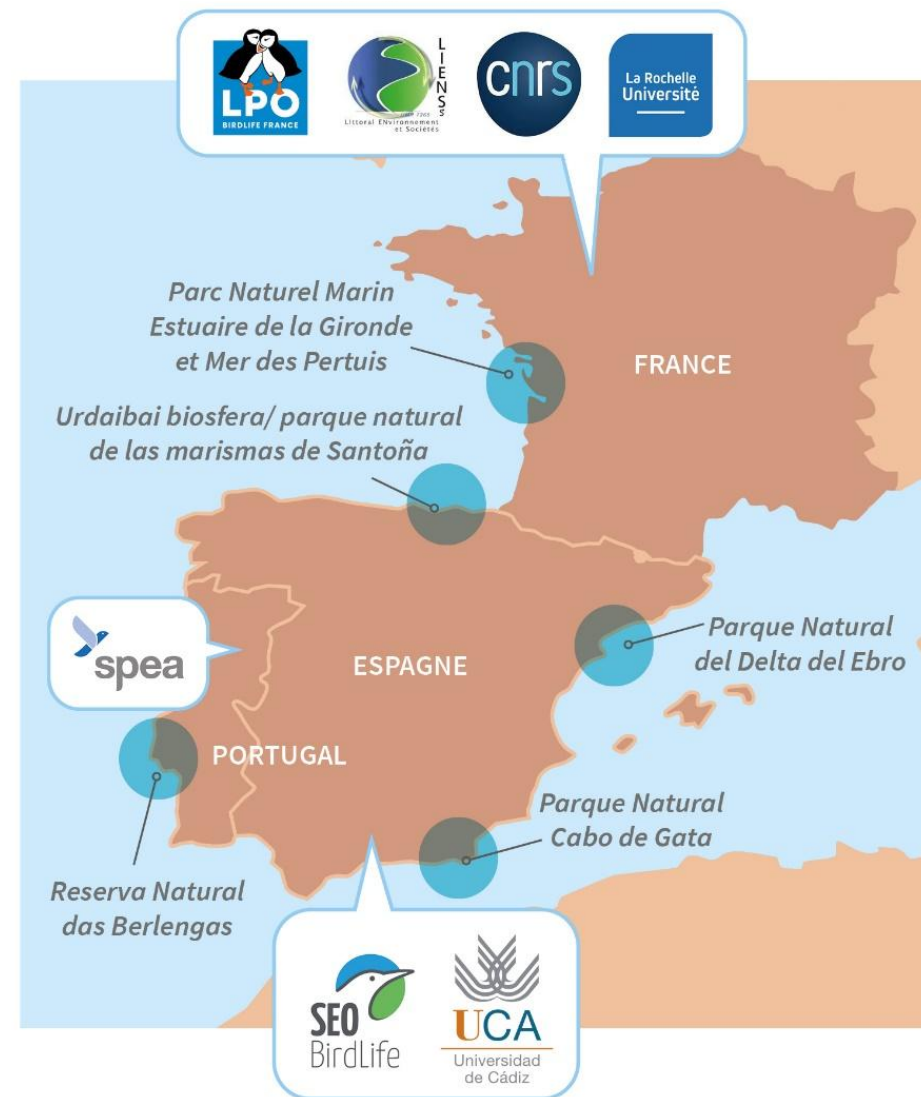 LPO
BIRDLIFE FRANCE
LIENSs
Littoral ENvironnement
et Sociétés
cnrs
La Rochelle
Université
Parc Naturel Marin
Estuaire de la Gironde
et Mer des Pertuis
FRANCE
Urdaibai biosfera/ parque natural
de las marismas de Santoña
spea
ESPAGNE
Parque Natural
del Delta del Ebro
PORTUGAL
Parque Natural
Cabo de Gata
Reserva Natural
das Berlengas
SEO
BirdLife
UCA
Universidad
de Cádiz